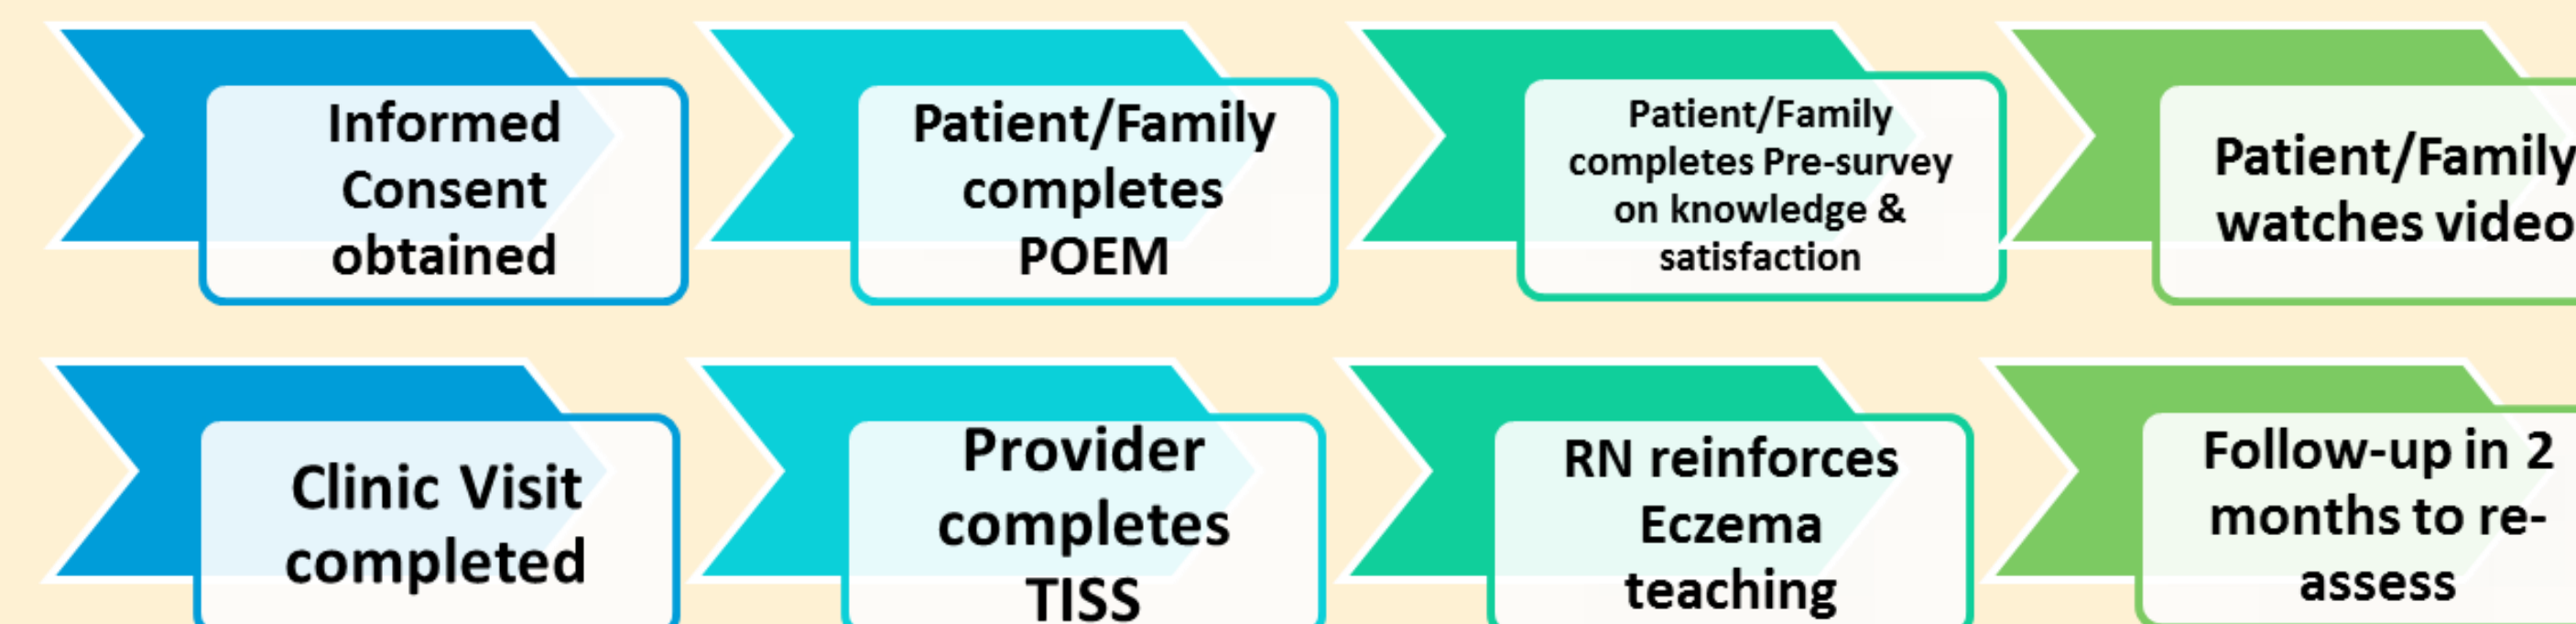 Informed
Consent
obtained
Patient/Family
completes
POEM
Patient/Family
completes Pre-survey
on knowledge &
satisfaction
Patient/Family
watches video
Clinic Visit
completed
Provider
completes
TISS
RN reinforces
Eczema
teaching
Follow-up in 2
months to re-
assess